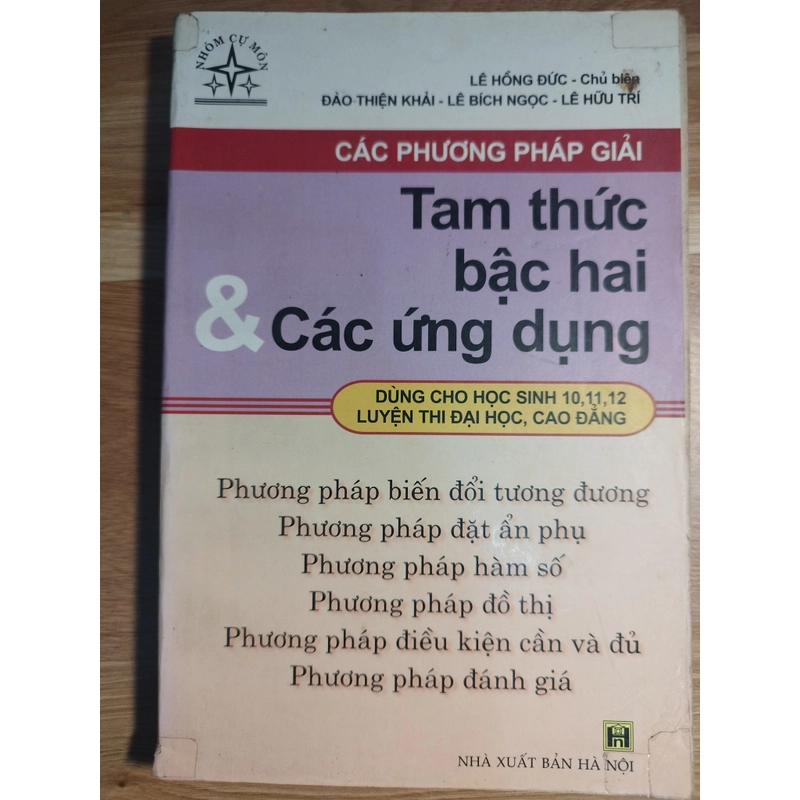 NHÓM CỰ MÔN
LÊ HỒNG ĐỨC - Chủ biên
ĐÀO THIỆN KHẢI - LÊ BÍCH NGỌC - LÊ HỮU TRÍ
CÁC PHƯƠNG PHÁP GIẢI
Tam thức
bậc hai
& Các ứng dụng
DÙNG CHO HỌC SINH 10,11,12
LUYỆN THI ĐẠI HỌC, CAO ĐẲNG
Phương pháp biến đổi tương đương
Phương pháp đặt ẩn phụ
Phương pháp hàm số
Phương pháp đồ thị
Phương pháp điều kiện cần và đủ
Phương pháp đánh giá
NHÀ XUẤT BẢN HÀ NỘI